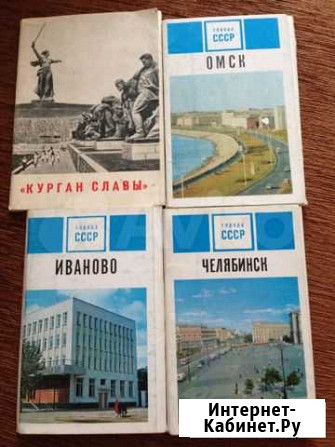 «КУРГАН СЛАВЫ»
ГОРОДА
СССР
ОМСК
ГОРОДА
СССР
ИВАНОВО
ГОРОДА
СССР
ЧЕЛЯБИНСК
Интернет-
Кабинет.Ру